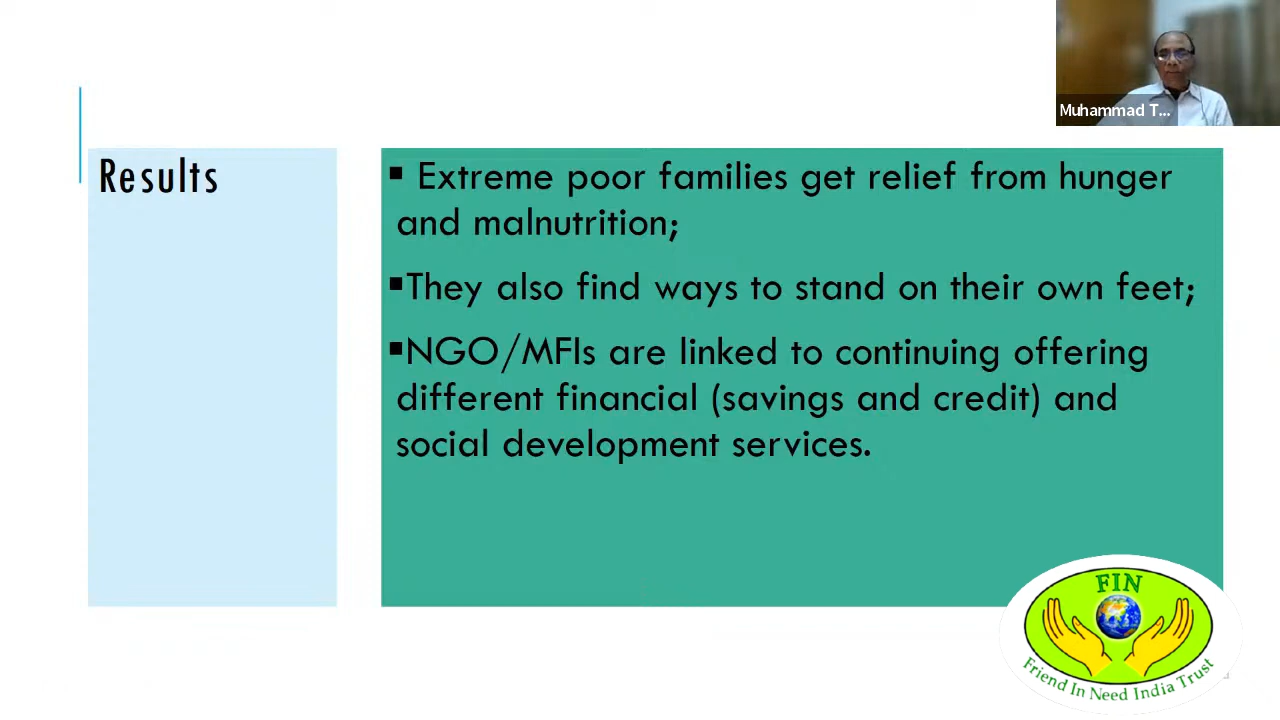 Muhammad T...
Results
▪ Extreme poor families get relief from hunger
and malnutrition;
▪They also find ways to stand on their own feet;
▪NGO/MFIs are linked to continuing offering
different financial (savings and credit) and
social development services.
FIN
Friend In Need India Trust